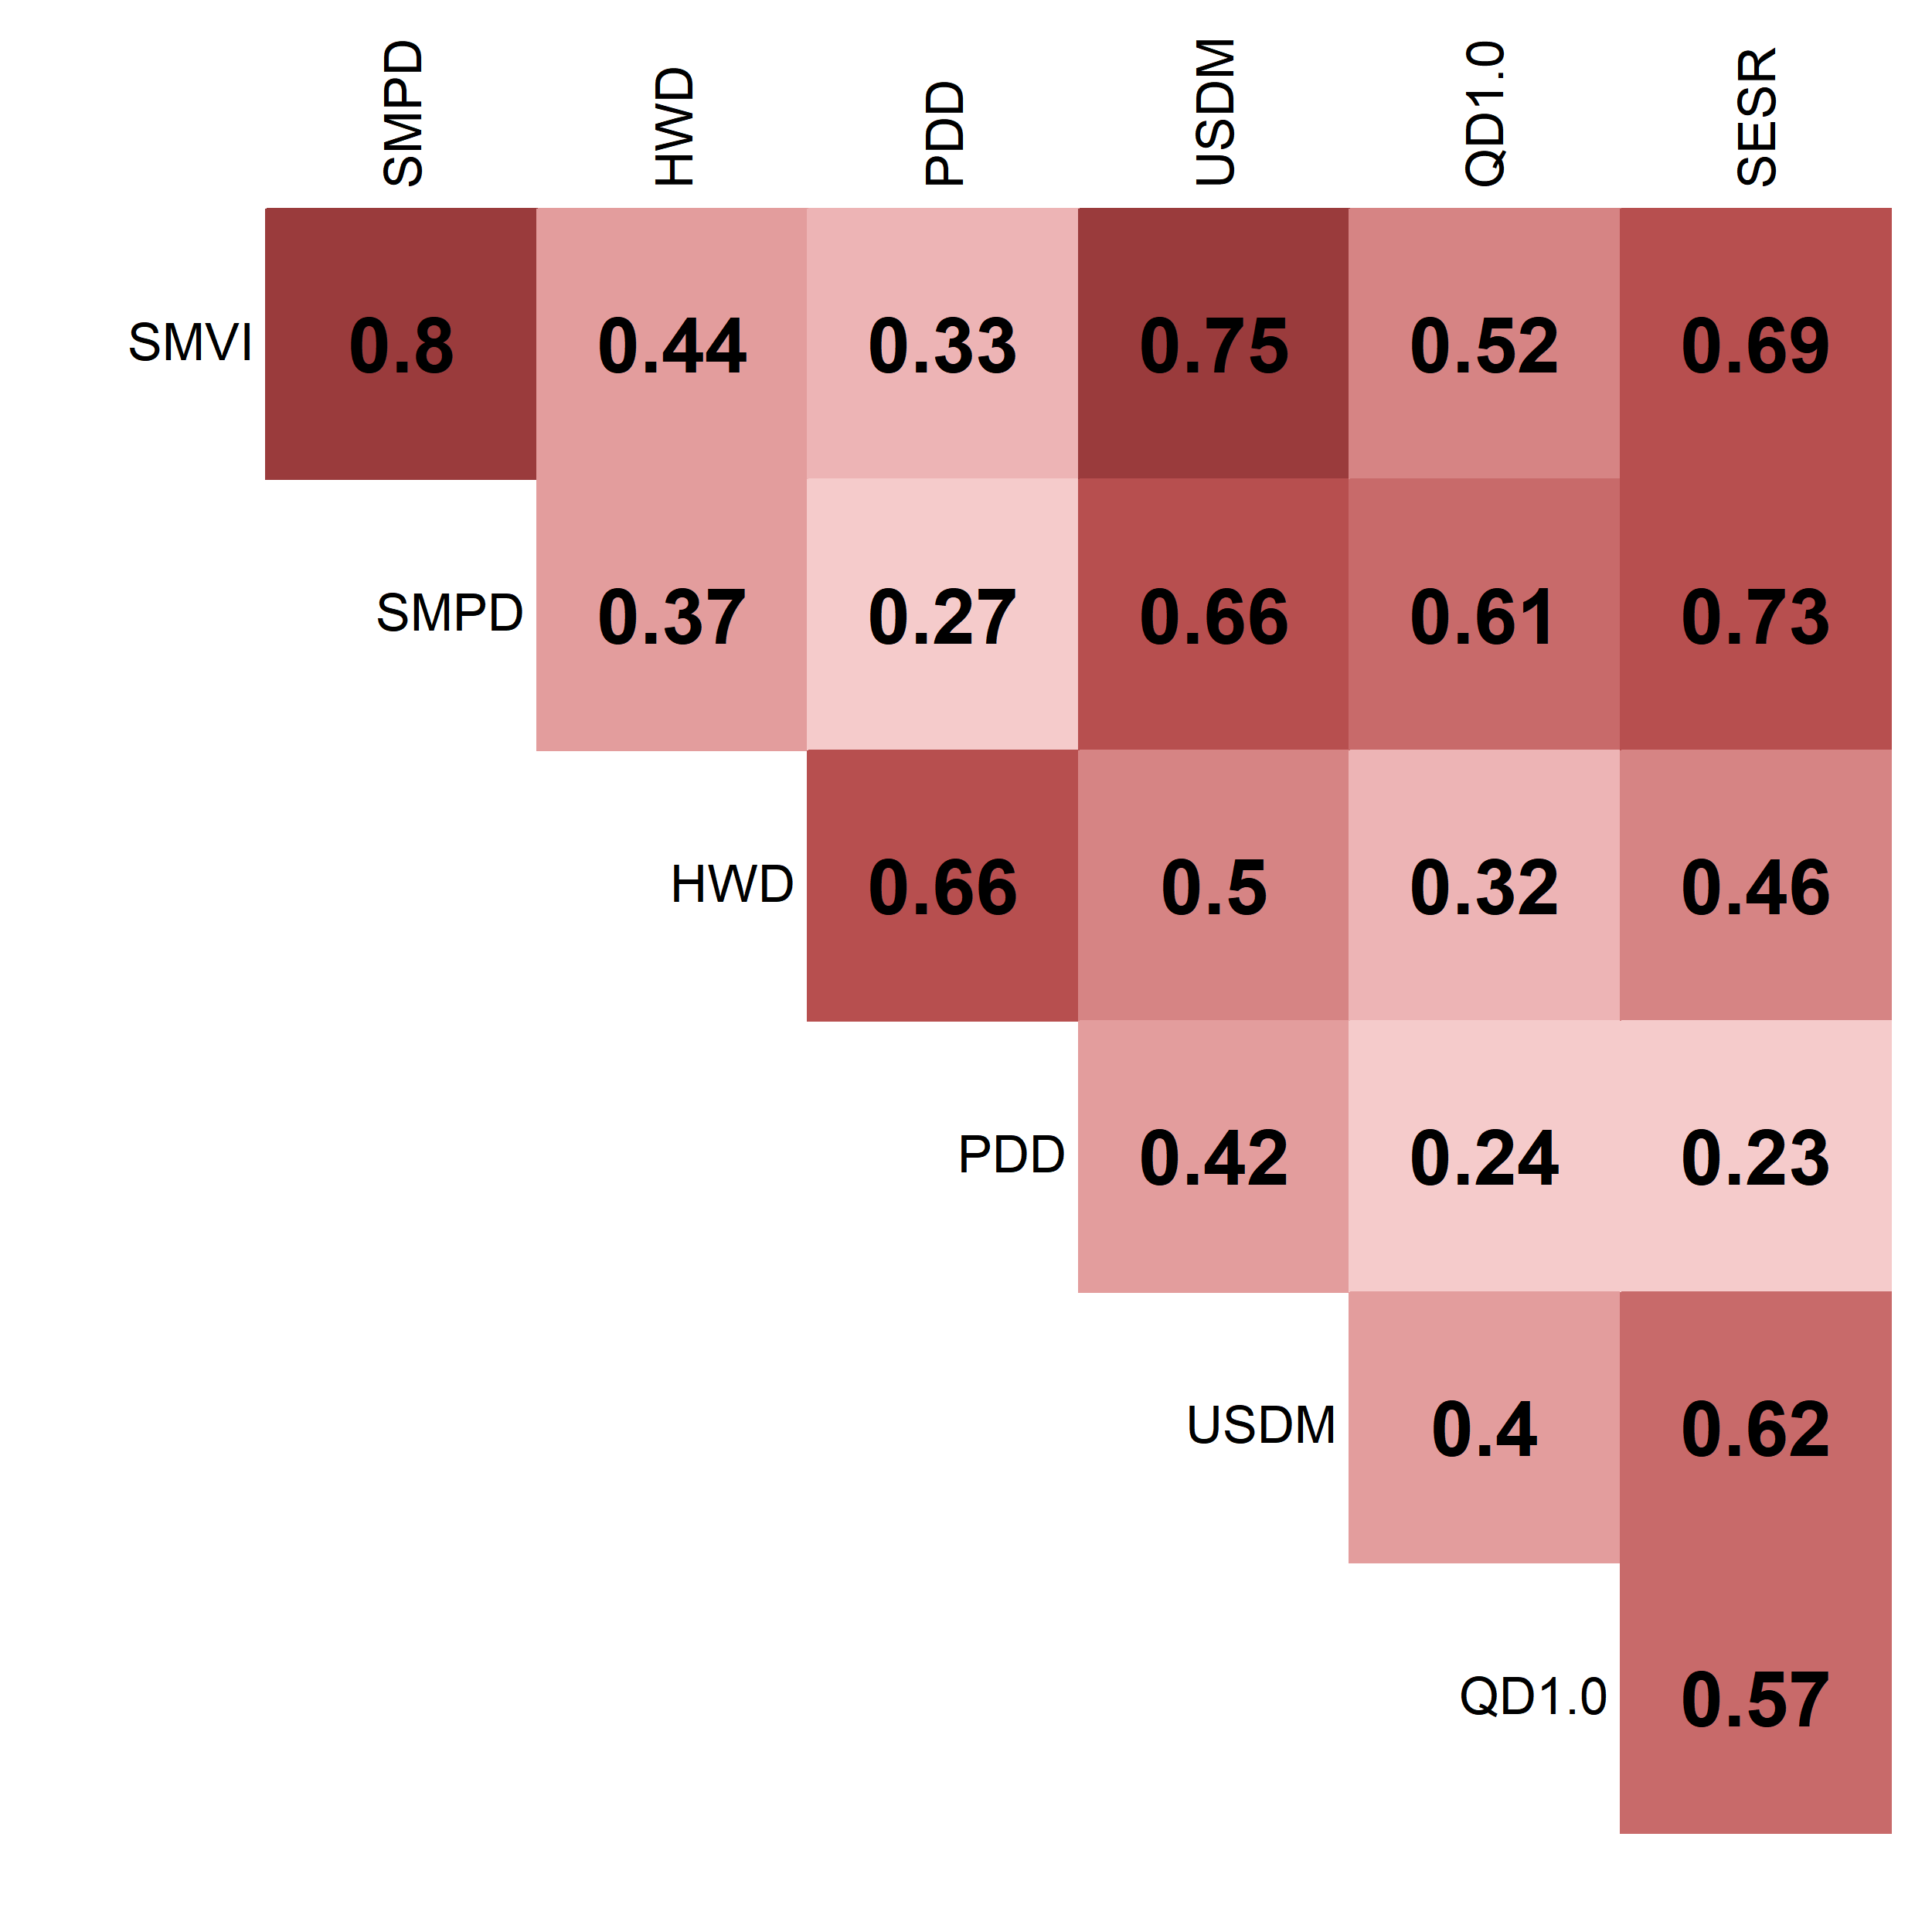 SMPD HWD PDD USDM QD1.0 SESR
SMVI 0.8 0.44 0.33 0.75 0.52 0.69
SMPD 0.37 0.27 0.66 0.61 0.73
HWD 0.66 0.5 0.32 0.46
PDD 0.42 0.24 0.23
USDM 0.4 0.62
QD1.0 0.57